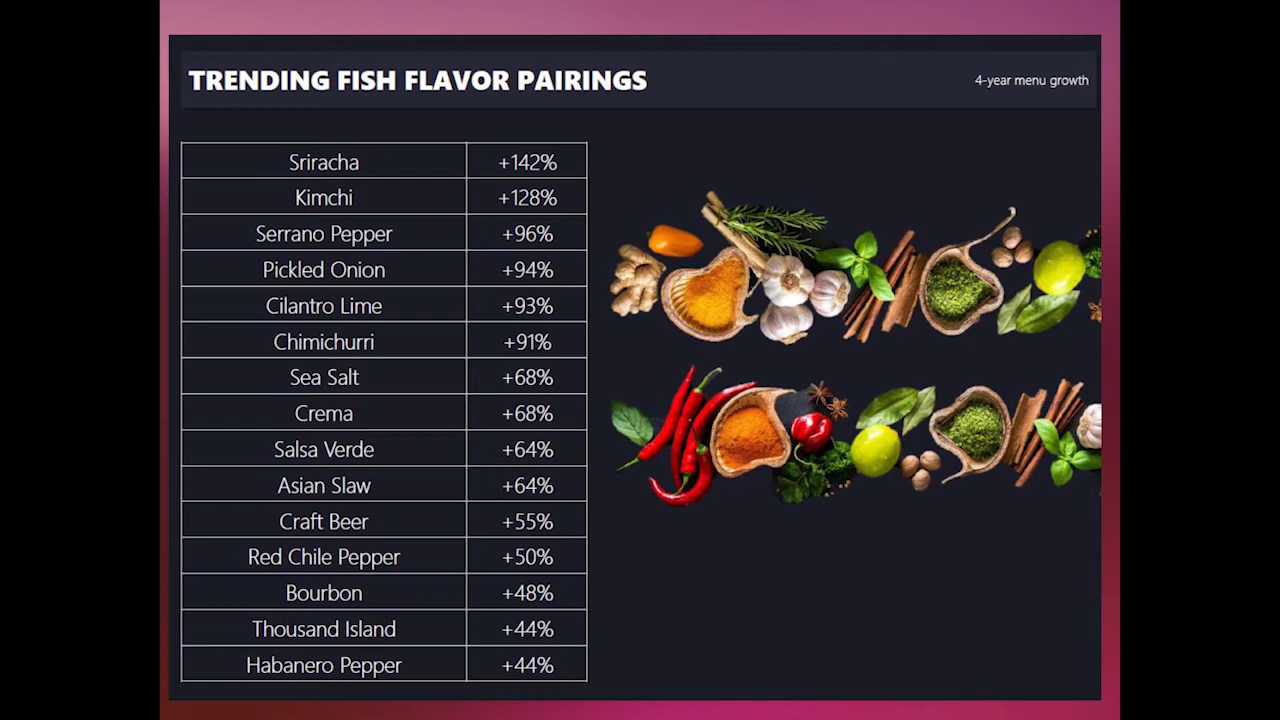 TRENDING FISH FLAVOR PAIRINGS
4-year menu growth
Sriracha +142%
Kimchi +128%
Serrano Pepper +96%
Pickled Onion +94%
Cilantro Lime +93%
Chimichurri +91%
Sea Salt +68%
Crema +68%
Salsa Verde +64%
Asian Slaw +64%
Craft Beer +55%
Red Chile Pepper +50%
Bourbon +48%
Thousand Island +44%
Habanero Pepper +44%